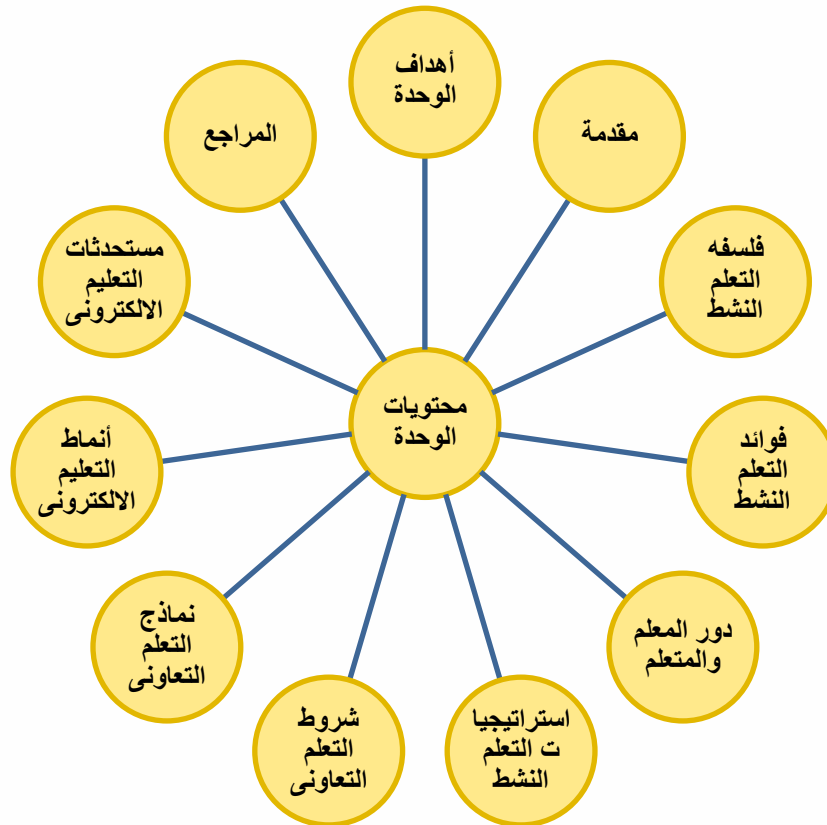 أهداف
الوحدة
مقدمة
فلسفه
التعلم
النشط
فوائد
التعلم
النشط
دور المعلم
والمتعلم
استراتيجيا
ت التعلم
النشط
شروط
التعلم
التعاونى
نماذج
التعلم
التعاونى
أنماط
التعليم
الالكترونى
مستحدثات
التعليم
الالكترونى
المراجع
محتويات
الوحدة